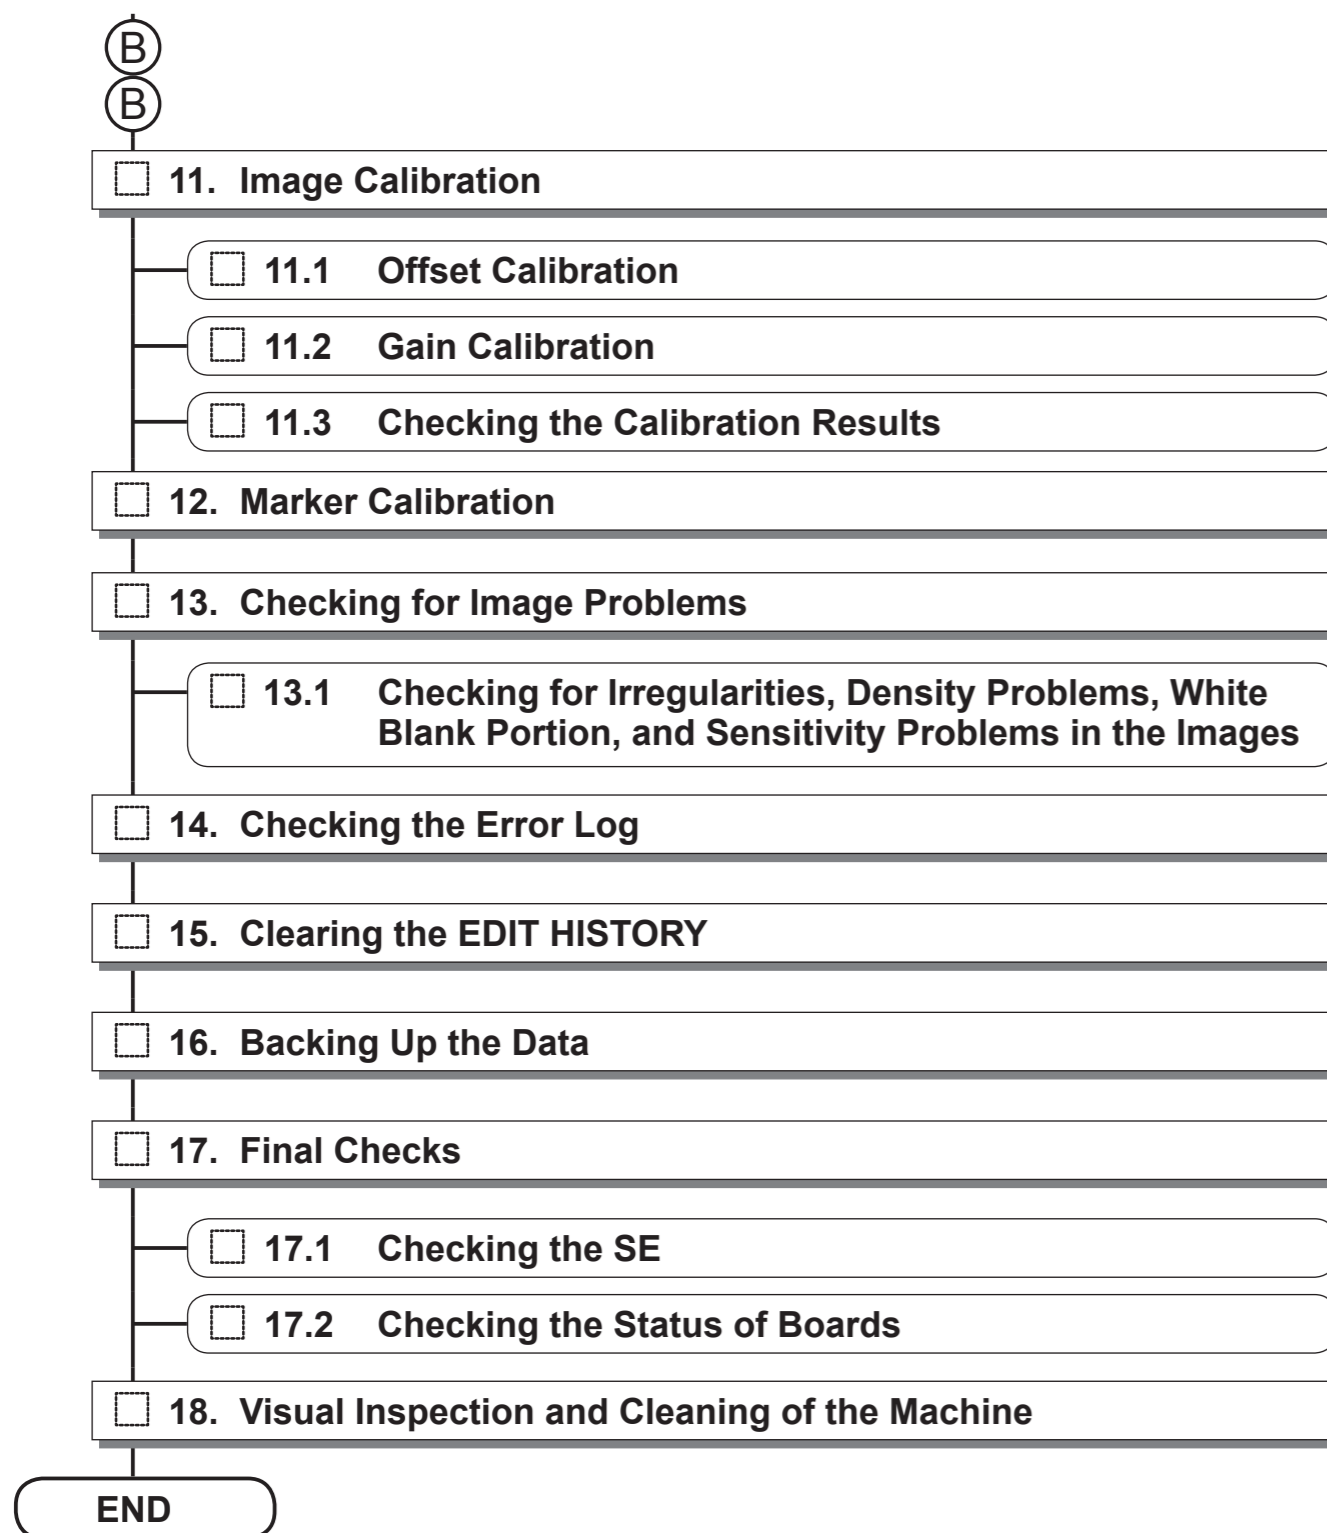 B
B
11. Image Calibration
11.1 Offset Calibration
11.2 Gain Calibration
11.3 Checking the Calibration Results
12. Marker Calibration
13. Checking for Image Problems
13.1 Checking for Irregularities, Density Problems, White
Blank Portion, and Sensitivity Problems in the Images
14. Checking the Error Log
15. Clearing the EDIT HISTORY
16. Backing Up the Data
17. Final Checks
17.1 Checking the SE
17.2 Checking the Status of Boards
18. Visual Inspection and Cleaning of the Machine
END